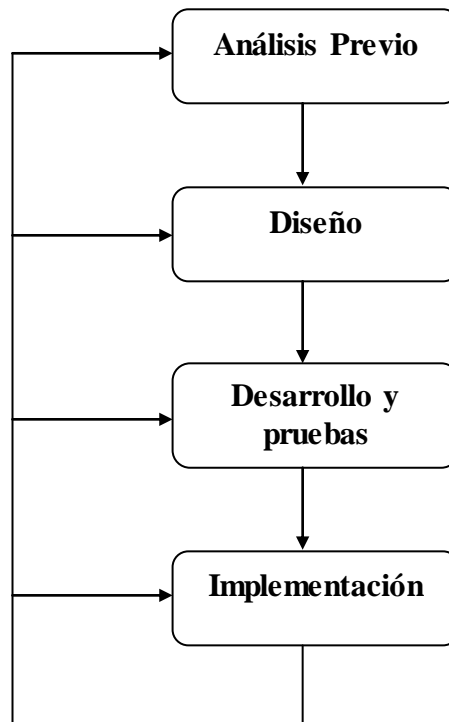 Análisis Previo
Diseño
Desarrollo y
pruebas
Implementación